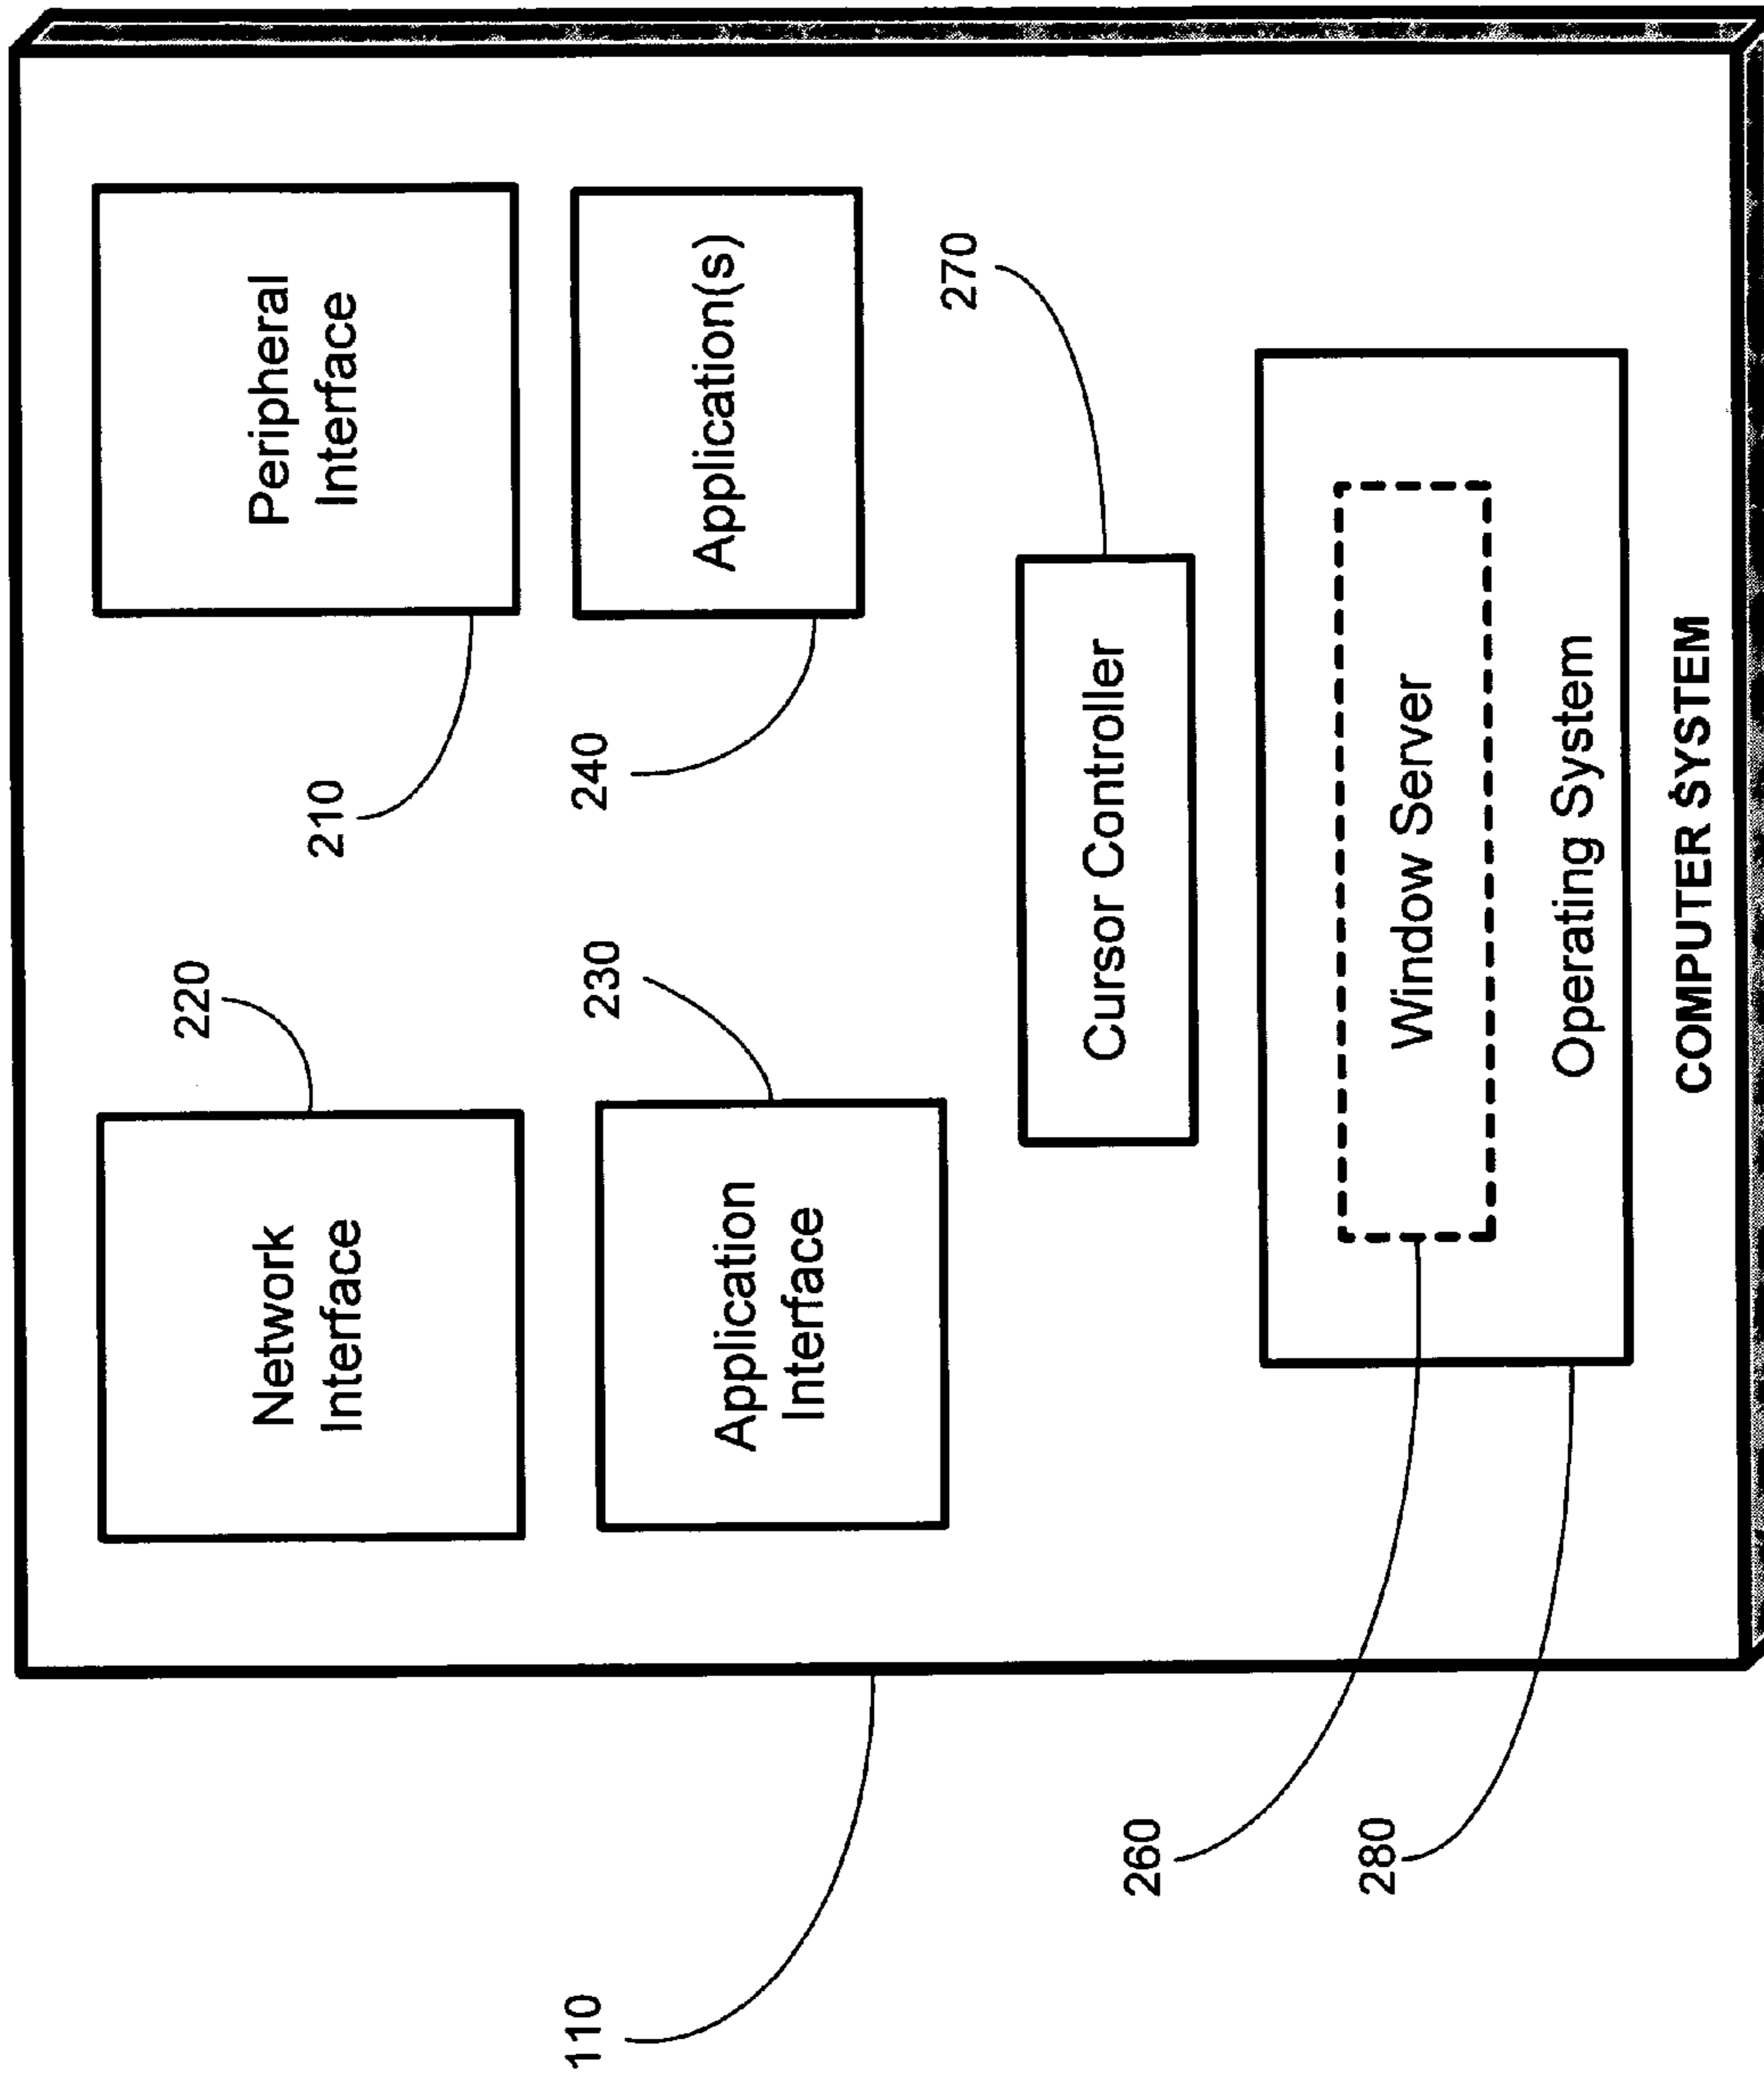 220
Network
Interface
210
Peripheral
Interface
110
230
Application
Interface
240
Application(s)
270
Cursor Controller
260
Window Server
280
Operating System
COMPUTER SYSTEM